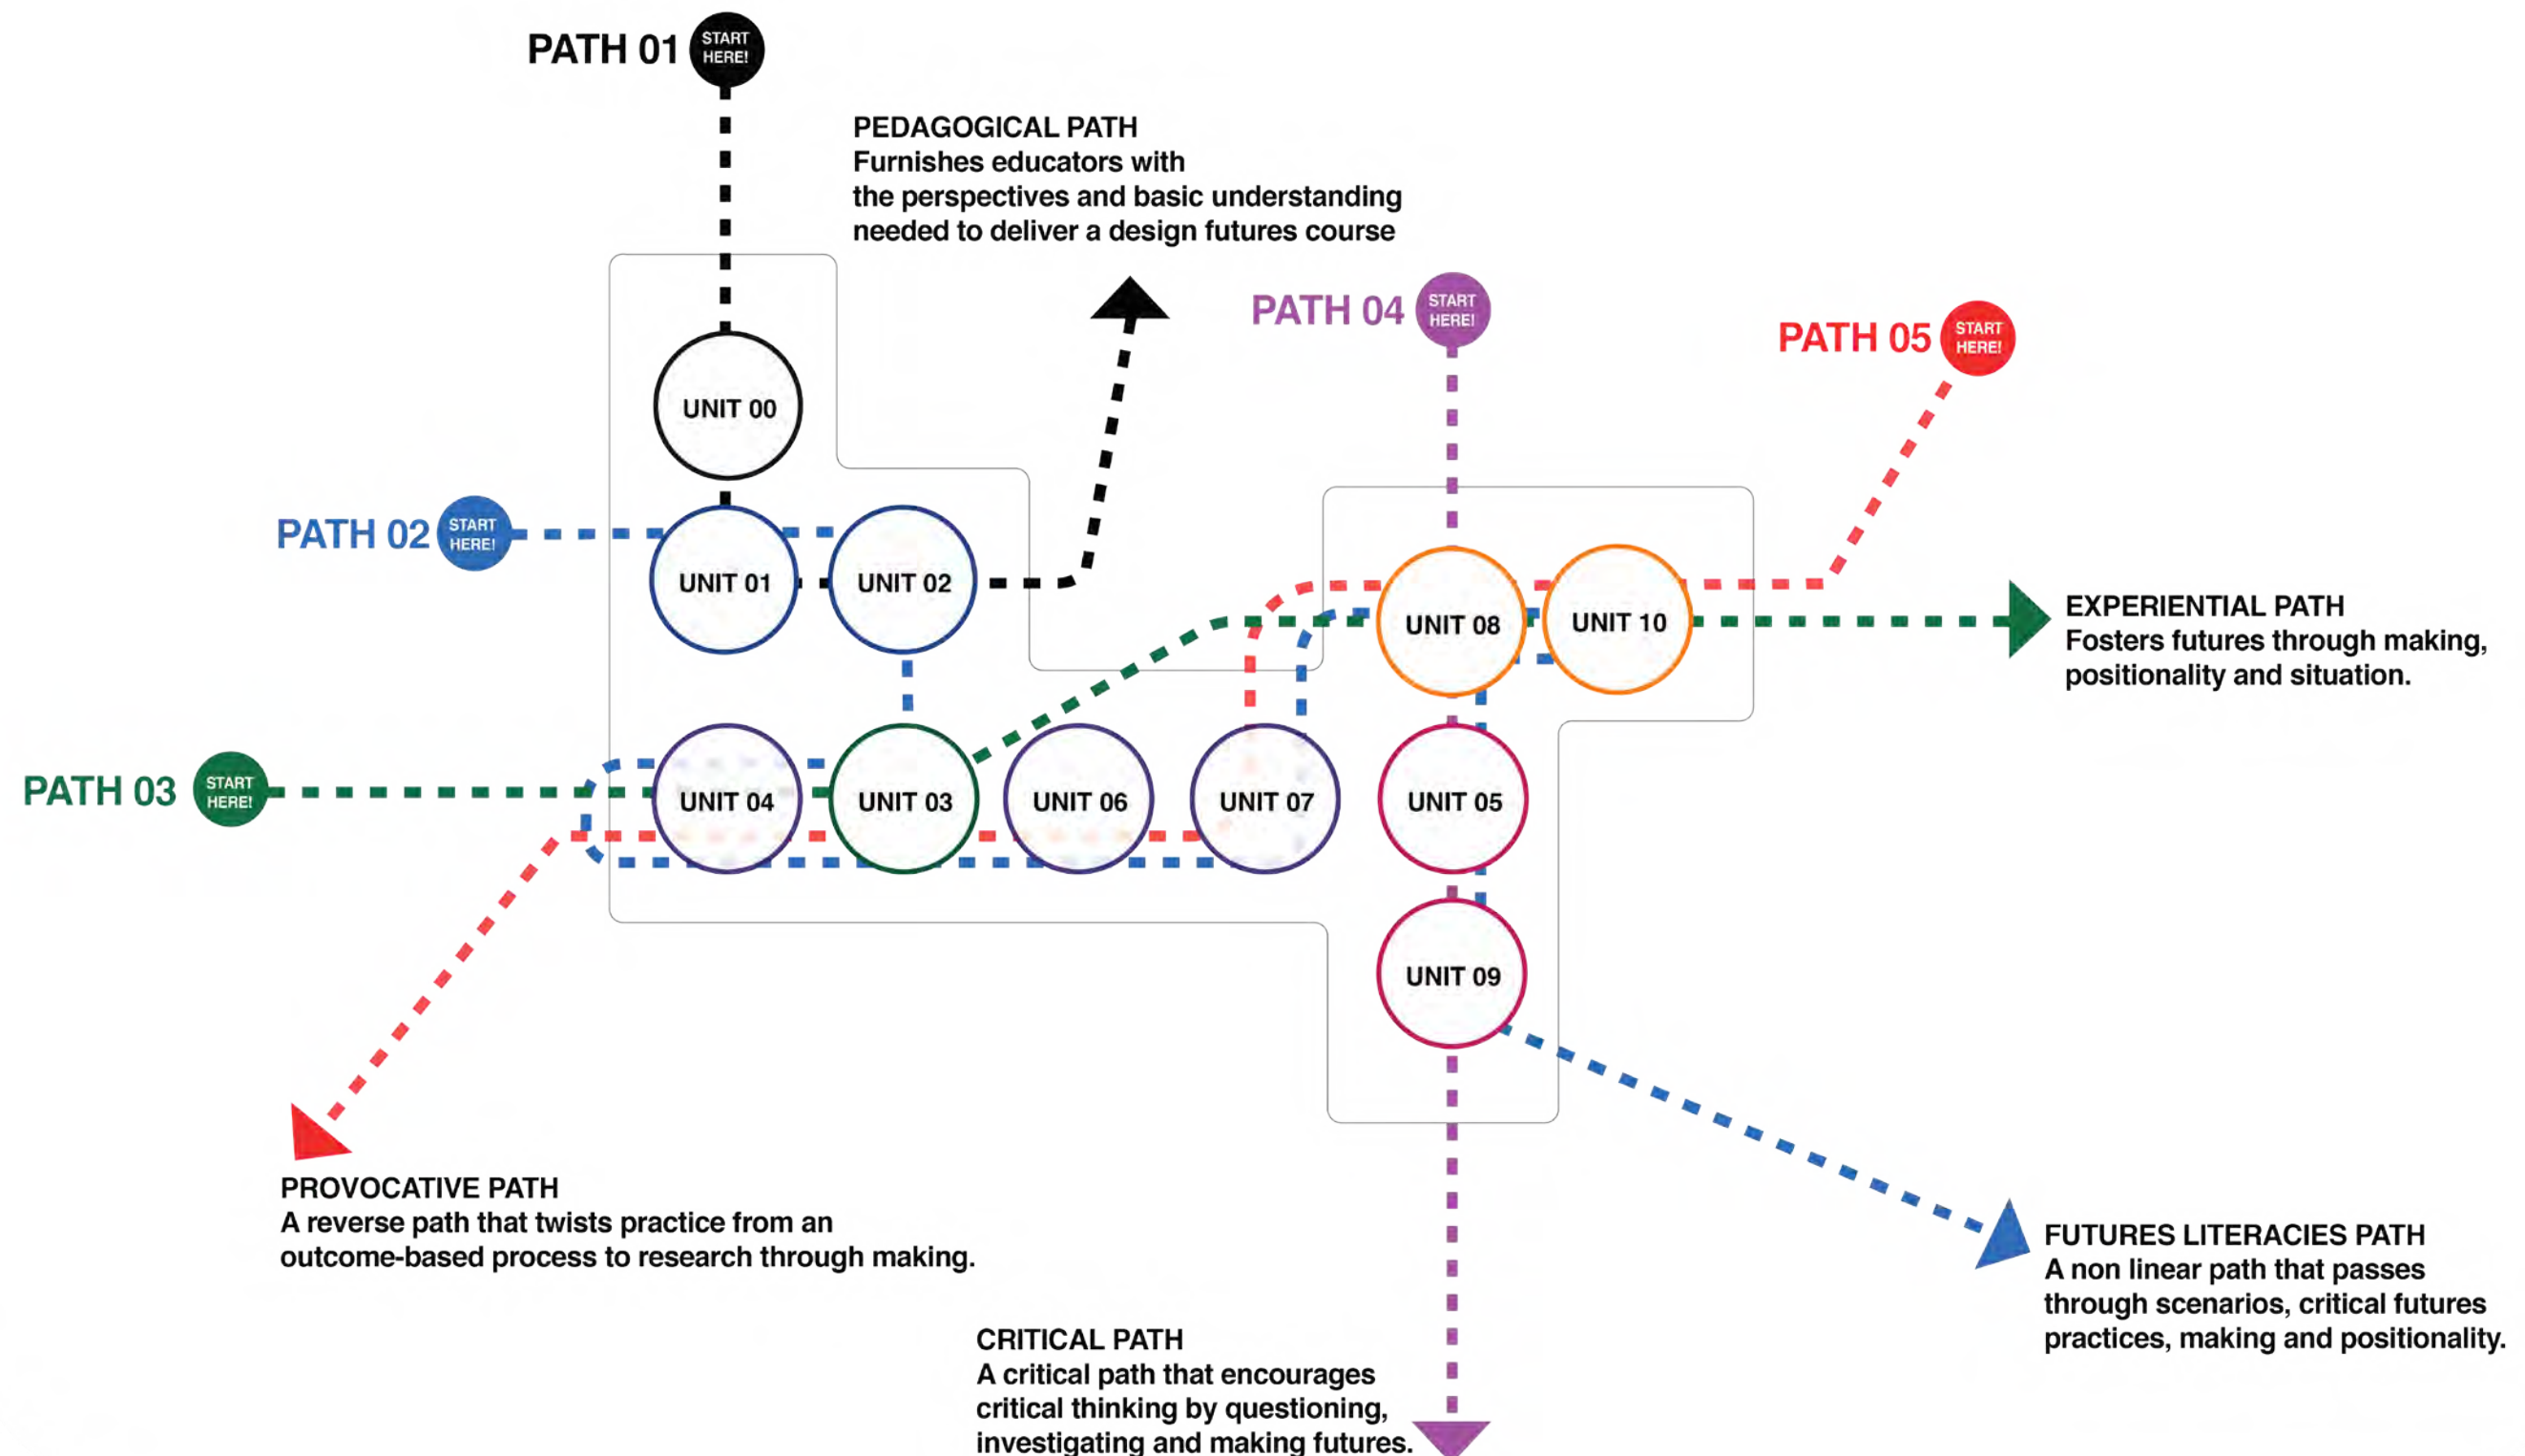 PATH 01
START
HERE!
PEDAGOGICAL PATH
Furnishes educators with
the perspectives and basic understanding
needed to deliver a design futures course
PATH 04
START
HERE!
PATH 05
START
HERE!
UNIT 00
PATH 02
START
HERE!
UNIT 01
UNIT 02
UNIT 08
UNIT 10
EXPERIENTIAL PATH
Fosters futures through making,
positionality and situation.
PATH 03
START
HERE!
UNIT 04
UNIT 03
UNIT 06
UNIT 07
UNIT 05
UNIT 09
PROVOCATIVE PATH
A reverse path that twists practice from an
outcome-based process to research through making.
FUTURES LITERACIES PATH
A non linear path that passes
through scenarios, critical futures
practices, making and positionality.
CRITICAL PATH
A critical path that encourages
critical thinking by questioning,
investigating and making futures.